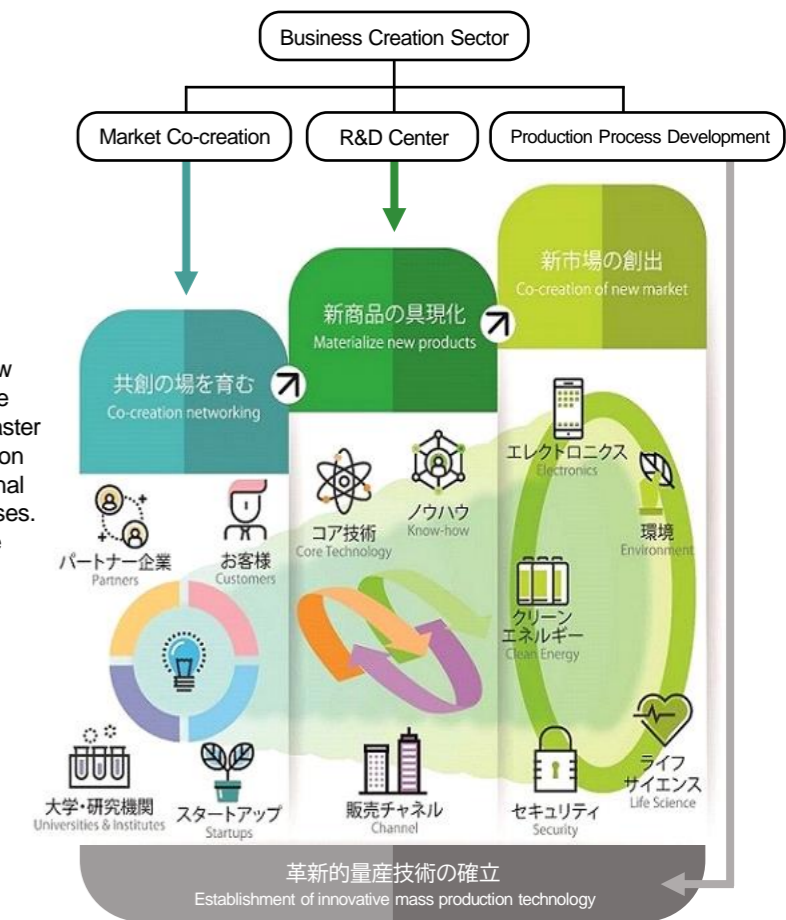 Business Creation Sector
Market Co-creation
R&D Center
Production Process Development
新市場の創出
Co-creation of new market
新商品の具現化
Materialize new products
共創の場を育む
Co-creation networking
w
e
aster
on
nal
ses.
e
エレクトロニクス
Electronics
ノウハウ
Know-how
コア技術
Core Technology
環境
Environment
パートナー企業
Partners
お客様
Customers
クリーン
エネルギー
Clean Energy
ライフ
サイエンス
Life Science
大学・研究機関
Universities & Institutes
スタートアップ
Startups
販売チャネル
Channel
セキュリティ
Security
革新的量産技術の確立
Establishment of innovative mass production technology